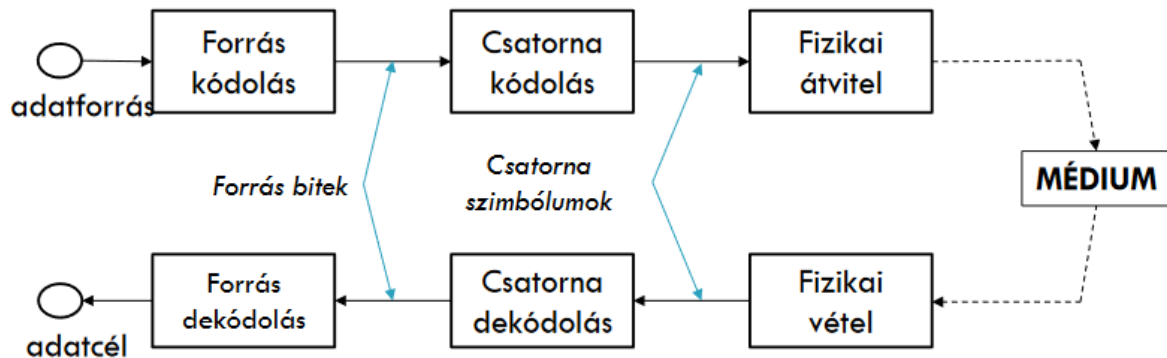 Forrás
kódolás
Csatorna
kódolás
Fizikai
átvitel
adatforrás
MÉDIUM
Forrás bitek
Csatorna
szimbólumok
Forrás
dekódolás
Csatorna
dekódolás
Fizikai
vétel
adatcél